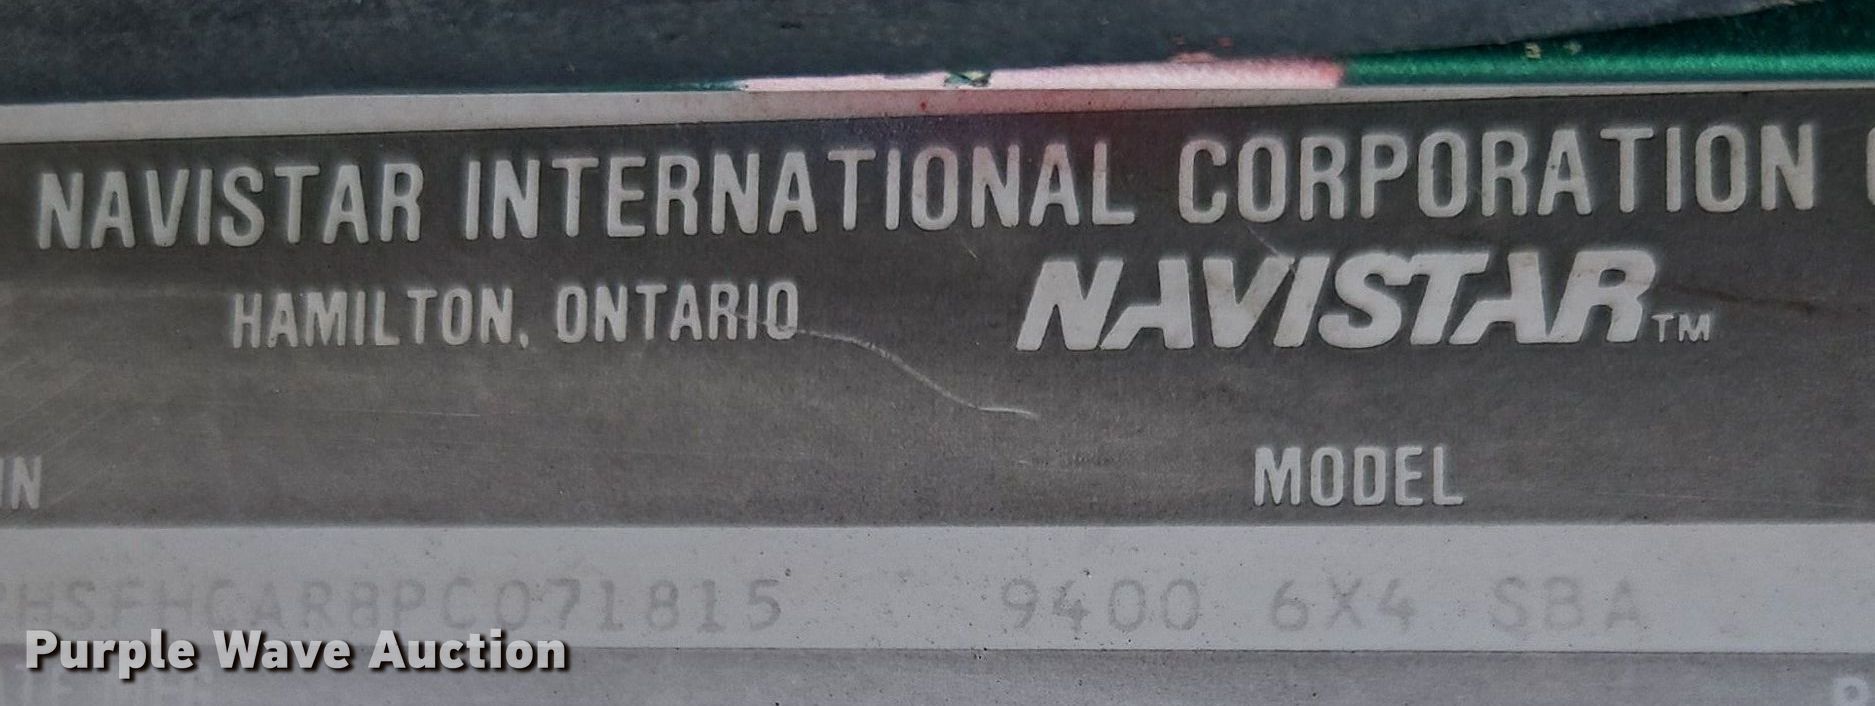 NAVISTAR INTERNATIONAL CORPORATION
HAMILTON, ONTARIO
NAVISTAR™
IN
MODEL
HSFHCAR8PC071815 9400 6X4 SBA
Purple Wave Auction